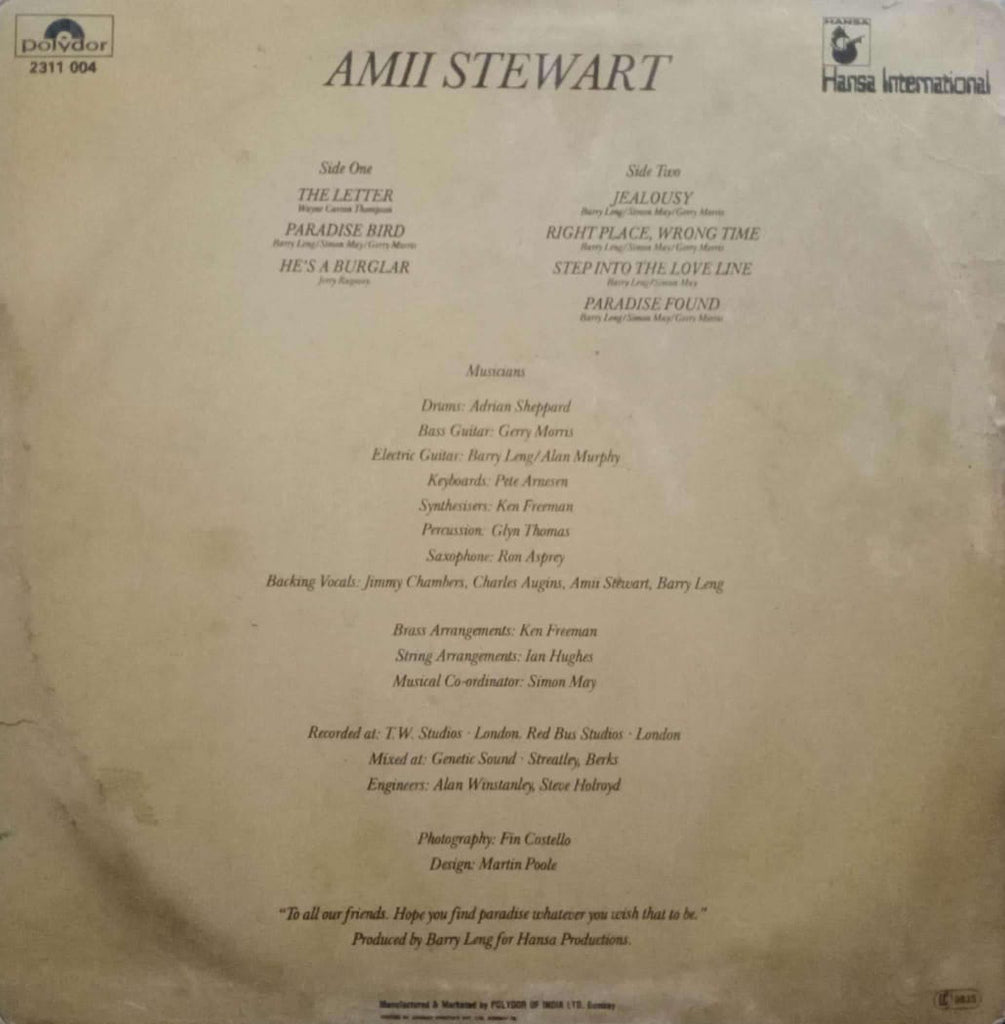 polydor
2311 004
AMII STEWART
HANSA
Hansa International
Side One
THE LETTER
Wayne Carson Thompson
PARADISE BIRD
Barry Leng/Simon May/Gerry Morris
HE'S A BURGLAR
Jerry Ragovoy
Side Two
JEALOUSY
Barry Leng/Simon May/Gerry Morris
RIGHT PLACE, WRONG TIME
Barry Leng/Simon May/Gerry Morris
STEP INTO THE LOVE LINE
Barry Leng/Simon May
PARADISE FOUND
Barry Leng/Simon May/Gerry Morris
Musicians
Drums: Adrian Sheppard
Bass Guitar: Gerry Morris
Electric Guitar: Barry Leng/Alan Murphy
Keyboards: Pete Arnesen
Synthesisers: Ken Freeman
Percussion: Glyn Thomas
Saxophone: Ron Asprey
Backing Vocals: Jimmy Chambers, Charles Augins, Amii Stewart, Barry Leng
Brass Arrangements: Ken Freeman
String Arrangements: Ian Hughes
Musical Co-ordinator: Simon May
Recorded at: T.W. Studios · London. Red Bus Studios · London
Mixed at: Genetic Sound · Streatley, Berks
Engineers: Alan Winstanley, Steve Holroyd
Photography: Fin Costello
Design: Martin Poole
"To all our friends. Hope you find paradise whatever you wish that to be."
Produced by Barry Leng for Hansa Productions.
Manufactured & Marketed by POLYDOR OF INDIA LTD. Bombay